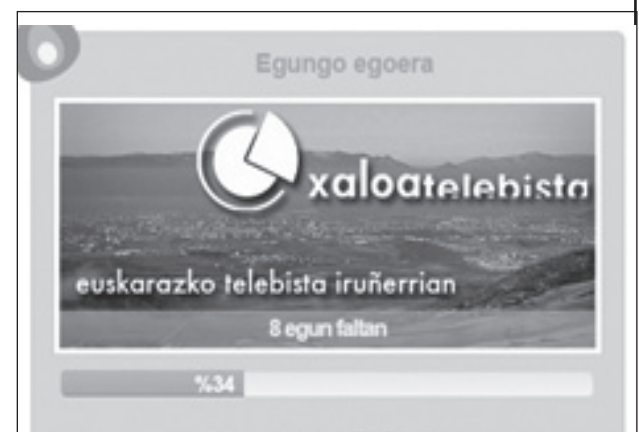 Egungo egoera
xaloatelebista
euskarazko telebista iruñerrian
8 egun faltan
%34